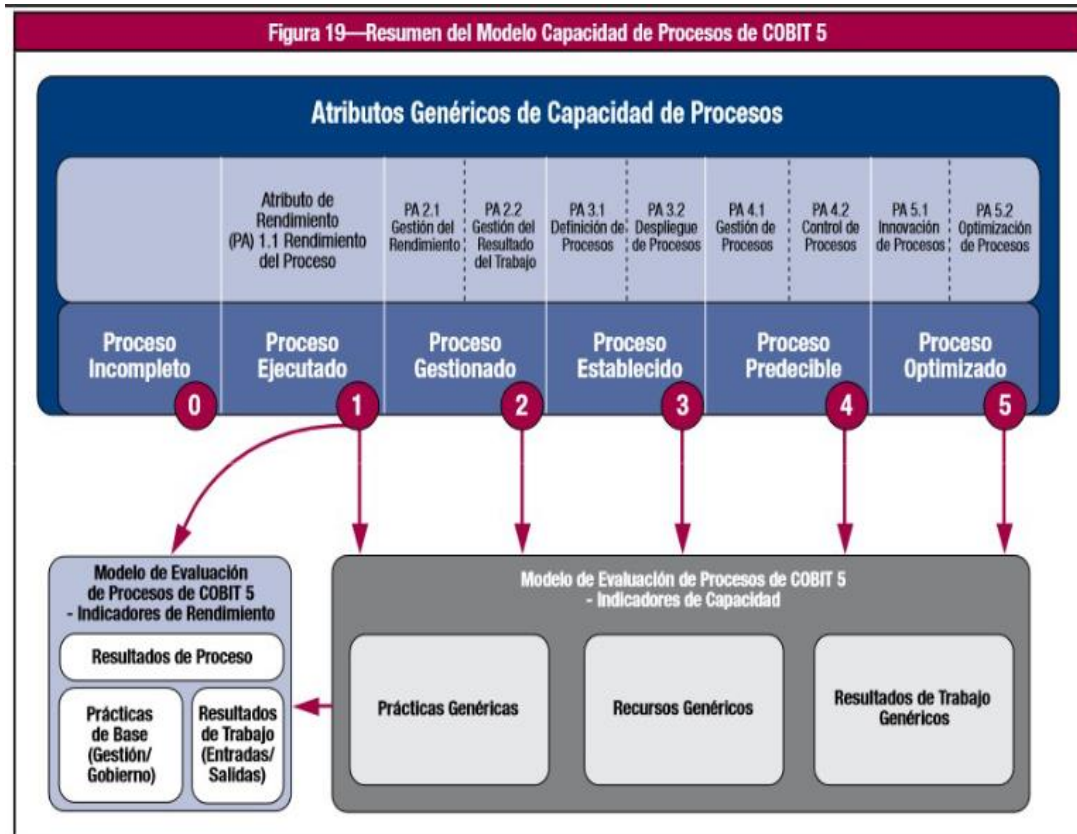 Figura 19—Resumen del Modelo Capacidad de Procesos de COBIT 5
Atributos Genéricos de Capacidad de Procesos
Atributo de
Rendimiento
(PA) 1.1 Rendimiento
del Proceso
PA 2.1
Gestión del
Rendimiento
PA 2.2
Gestión del
Resultado
del Trabajo
PA 3.1
Definición de
Procesos
PA 3.2
Despliegue
de Procesos
PA 4.1
Gestión de
Procesos
PA 4.2
Control de
Procesos
PA 5.1
Innovación
de Procesos
PA 5.2
Optimización
de Procesos
Proceso
Incompleto
0
Proceso
Ejecutado
1
Proceso
Gestionado
2
Proceso
Establecido
3
Proceso
Predecible
4
Proceso
Optimizado
5
Modelo de Evaluación
de Procesos de COBIT 5
- Indicadores de Rendimiento
Resultados de Proceso
Prácticas
de Base
(Gestión/
Gobierno)
Resultados
de Trabajo
(Entradas/
Salidas)
Modelo de Evaluación de Procesos de COBIT 5
- Indicadores de Capacidad
Prácticas Genéricas
Recursos Genéricos
Resultados de Trabajo
Genéricos